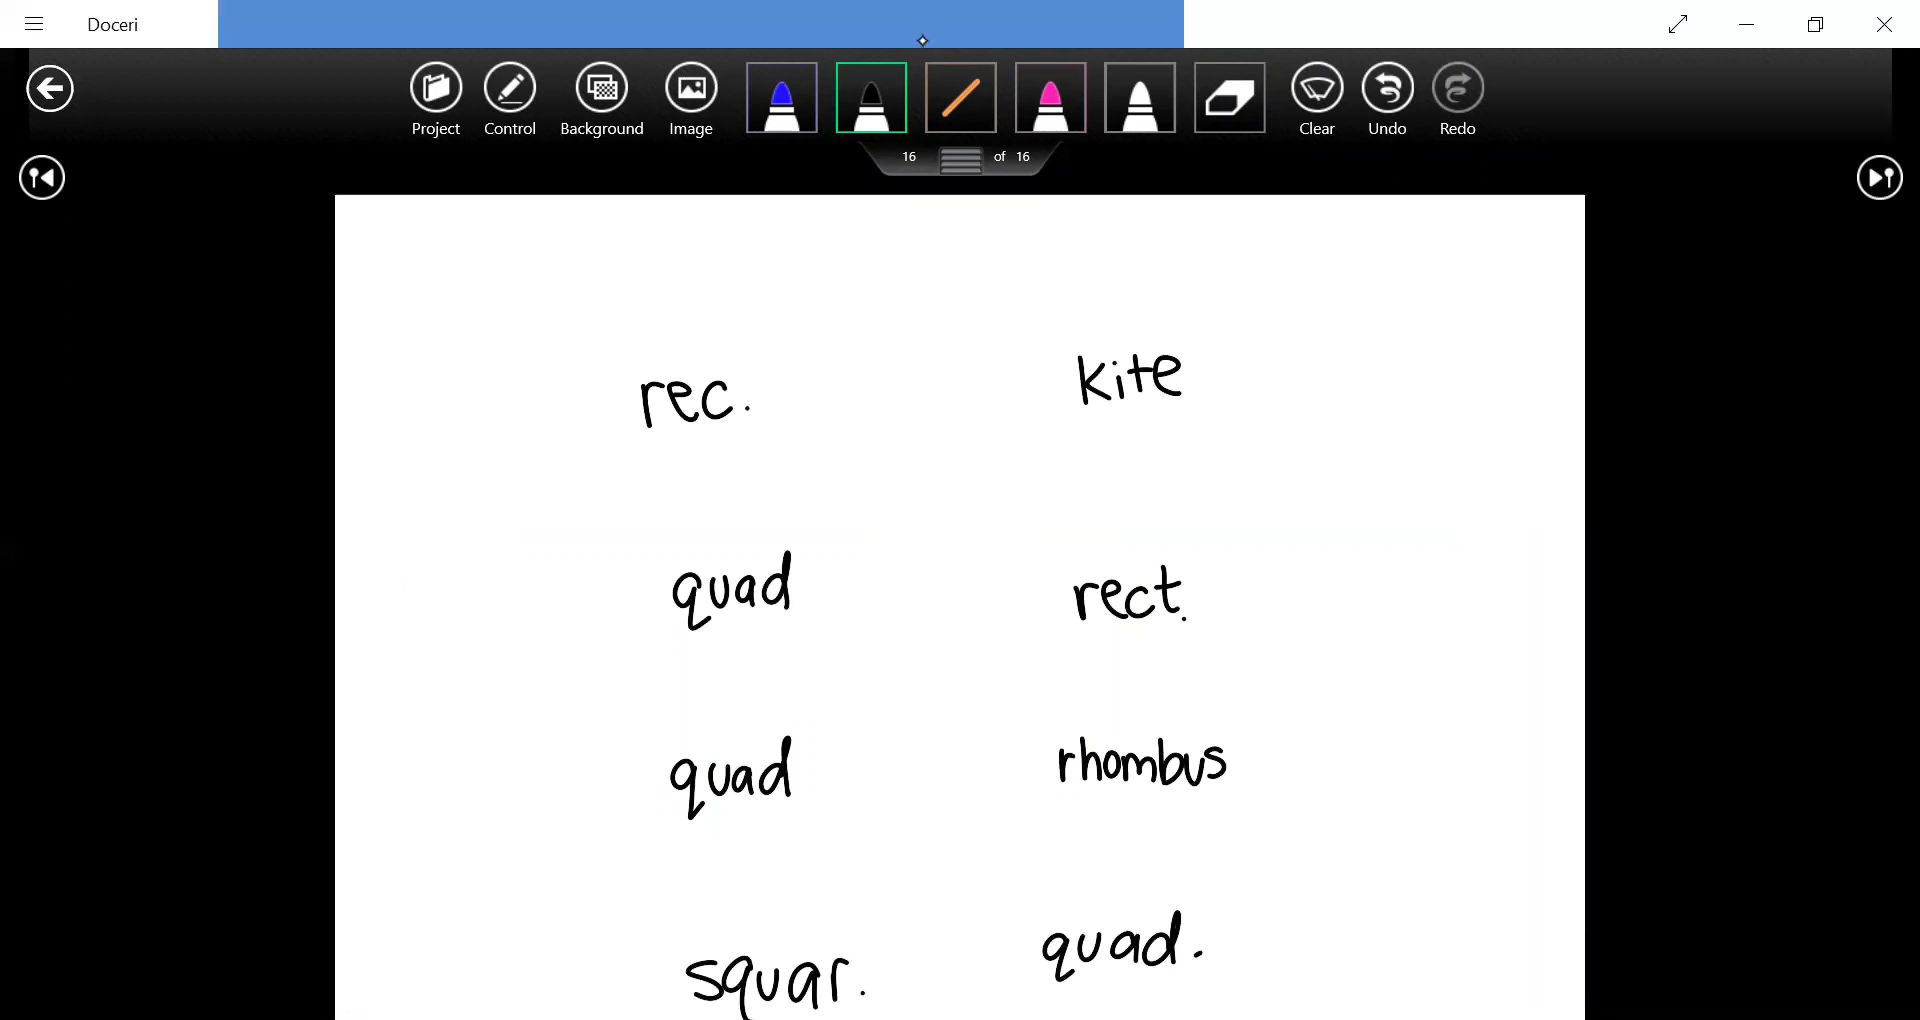 Doceri
Project Control Background Image Clear Undo Redo
16 of 16
rec. kite
quad rect.
quad rhombus
squar. quad.